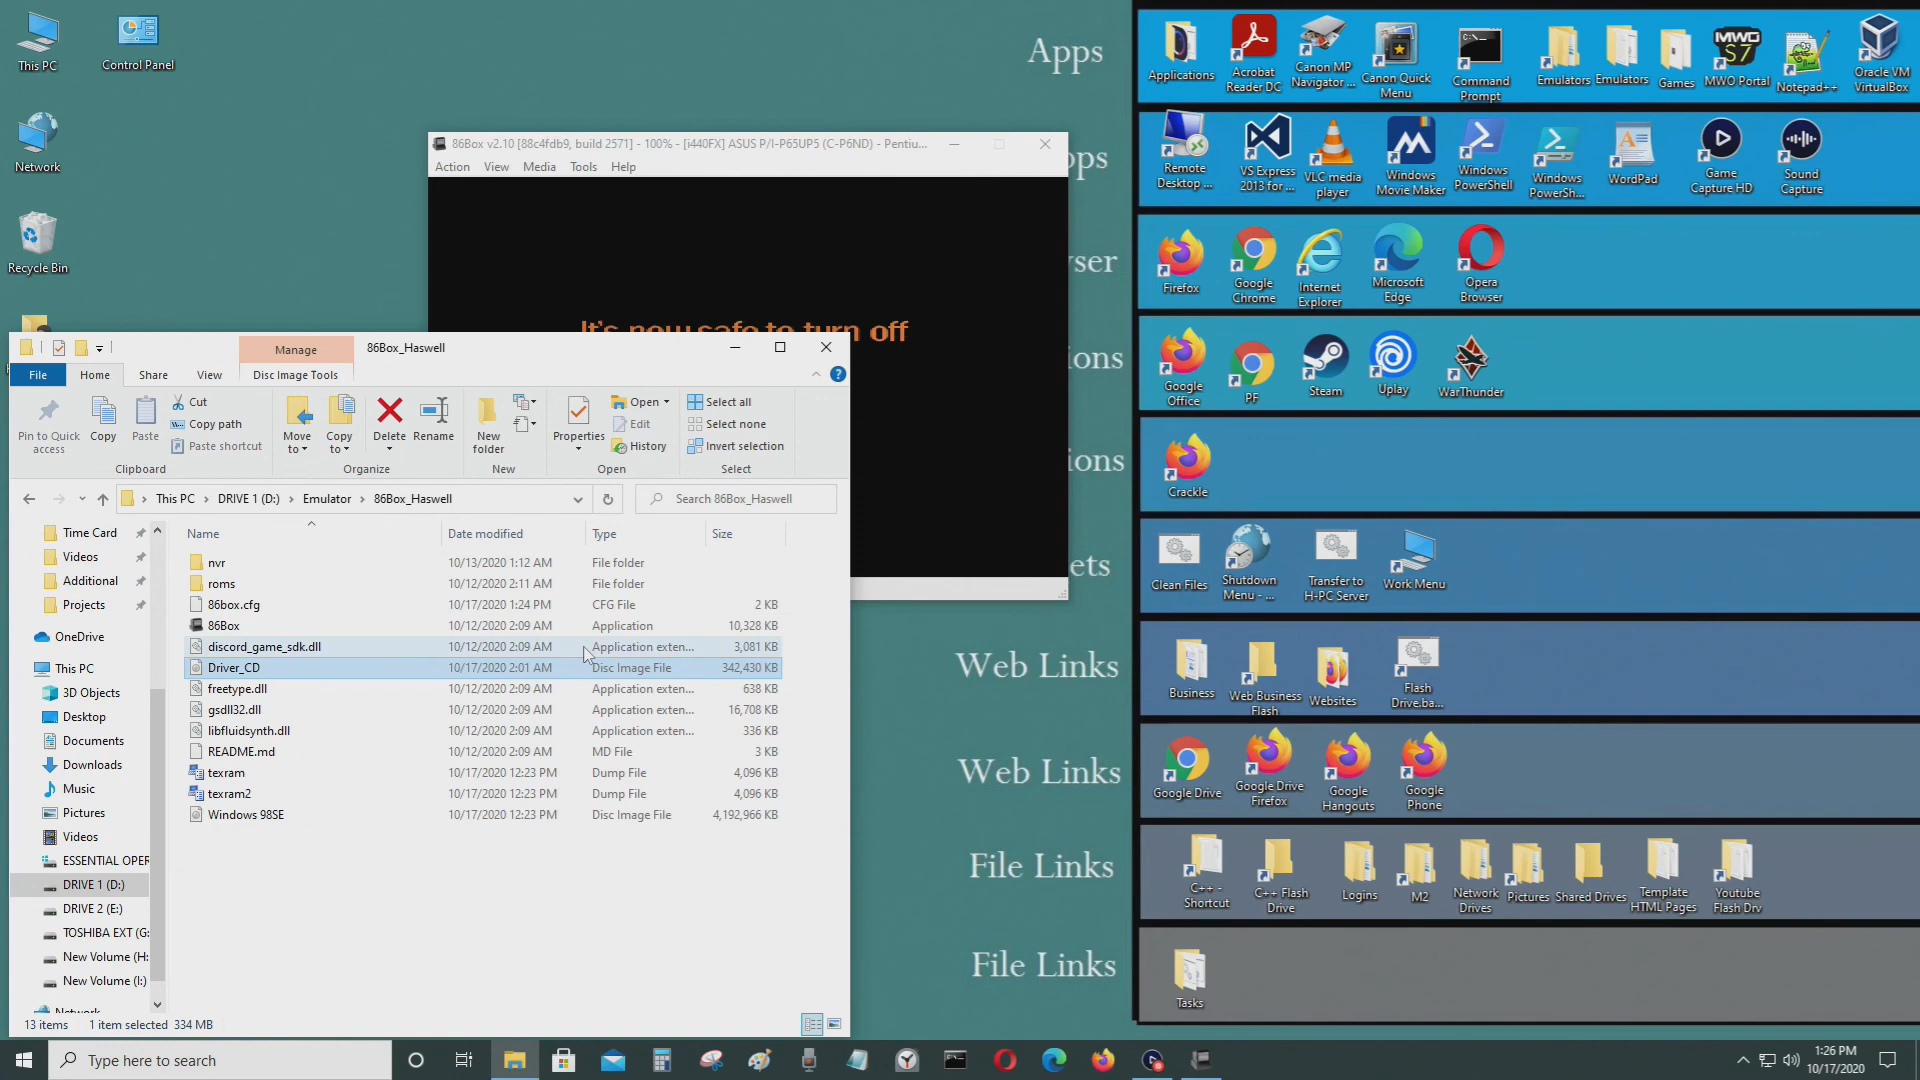 This PC
Control Panel
Network
Recycle Bin
Apps
86Box v2.10 [88c4fdb9, build 2571] - 100% - [i440FX] ASUS P/I-P65UP5 (C-P6ND) - Pentiu...
Action View Media Tools Help
It's now safe to turn off
Manage
86Box_Haswell
File Home Share View Disc Image Tools
Pin to Quick access
Copy
Paste
Cut
Copy path
Paste shortcut
Move to
Copy to
Delete
Rename
New folder
Properties
Open
Edit
History
Select all
Select none
Invert selection
Clipboard Organize New Open Select
This PC > DRIVE 1 (D:) > Emulator > 86Box_Haswell
Search 86Box_Haswell
Time Card
Videos
Additional
Projects
OneDrive
This PC
3D Objects
Desktop
Documents
Downloads
Music
Pictures
Videos
ESSENTIAL OPER
DRIVE 1 (D:)
DRIVE 2 (E:)
TOSHIBA EXT (G:
New Volume (H:
New Volume (I:)
Network
Name Date modified Type Size
nvr 10/13/2020 1:12 AM File folder
roms 10/12/2020 2:11 AM File folder
86box.cfg 10/17/2020 1:24 PM CFG File 2 KB
86Box 10/12/2020 2:09 AM Application 10,328 KB
discord_game_sdk.dll 10/12/2020 2:09 AM Application exten... 3,081 KB
Driver_CD 10/17/2020 2:01 AM Disc Image File 342,430 KB
freetype.dll 10/12/2020 2:09 AM Application exten... 638 KB
gsdll32.dll 10/12/2020 2:09 AM Application exten... 16,708 KB
libfluidsynth.dll 10/12/2020 2:09 AM Application exten... 336 KB
README.md 10/12/2020 2:09 AM MD File 3 KB
texram 10/17/2020 12:23 PM Dump File 4,096 KB
texram2 10/17/2020 12:23 PM Dump File 4,096 KB
Windows 98SE 10/17/2020 12:23 PM Disc Image File 4,192,966 KB
13 items 1 item selected 334 MB
Web Links
Web Links
File Links
File Links
Applications
Acrobat Reader DC
Canon MP Navigator ...
Canon Quick Menu
Command Prompt
Emulators
Emulators
Games
MWO Portal
Notepad++
Oracle VM VirtualBox
Remote Desktop ...
VS Express 2013 for ...
VLC media player
Windows Movie Maker
Windows PowerShell
Windows PowerSh...
WordPad
Game Capture HD
Sound Capture
Firefox
Google Chrome
Internet Explorer
Microsoft Edge
Opera Browser
Google Office
PF
Steam
Uplay
WarThunder
Crackle
Clean Files
Shutdown Menu - ...
Transfer to H-PC Server
Work Menu
Business
Web Business Flash
Websites
Flash Drive.ba...
Google Drive
Google Drive Firefox
Google Hangouts
Google Phone
C++ - Shortcut
C++ Flash Drive
Logins
M2
Network Drives
Pictures
Shared Drives
Template HTML Pages
Youtube Flash Drv
Tasks
Type here to search
1:26 PM
10/17/2020